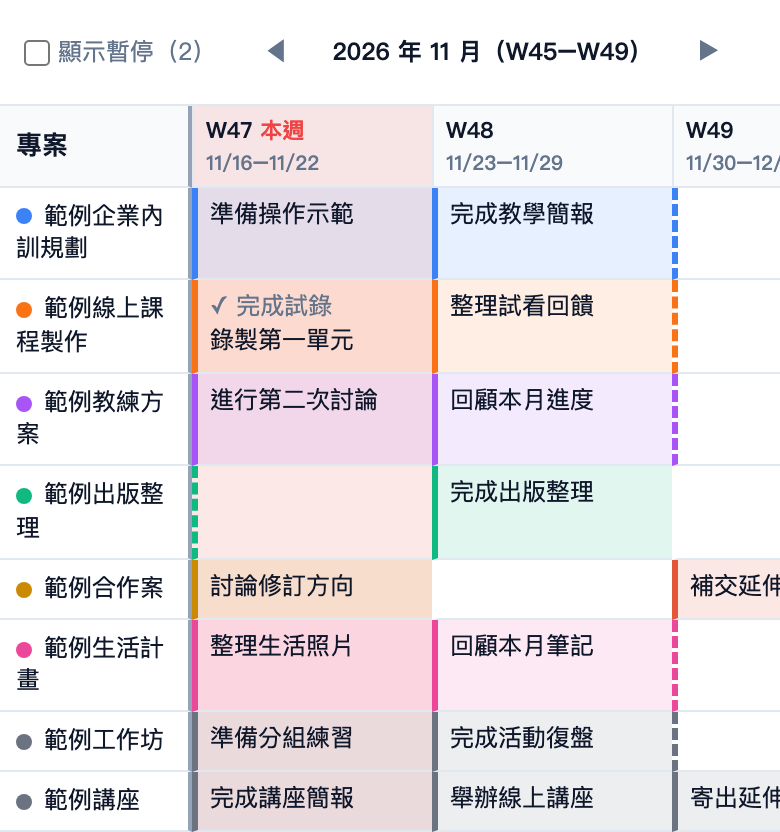 顯示暫停（2）
2026 年 11 月（W45–W49）
專案
W47 本週
11/16–11/22
W48
11/23–11/29
W49
11/30–12/
範例企業內
訓規劃
準備操作示範
完成教學簡報
範例線上課
程製作
✓ 完成試錄
錄製第一單元
整理試看回饋
範例教練方
案
進行第二次討論
回顧本月進度
範例出版整
理
完成出版整理
範例合作案
討論修訂方向
補交延伸
範例生活計
畫
整理生活照片
回顧本月筆記
範例工作坊
準備分組練習
完成活動復盤
範例講座
完成講座簡報
舉辦線上講座
寄出延伸